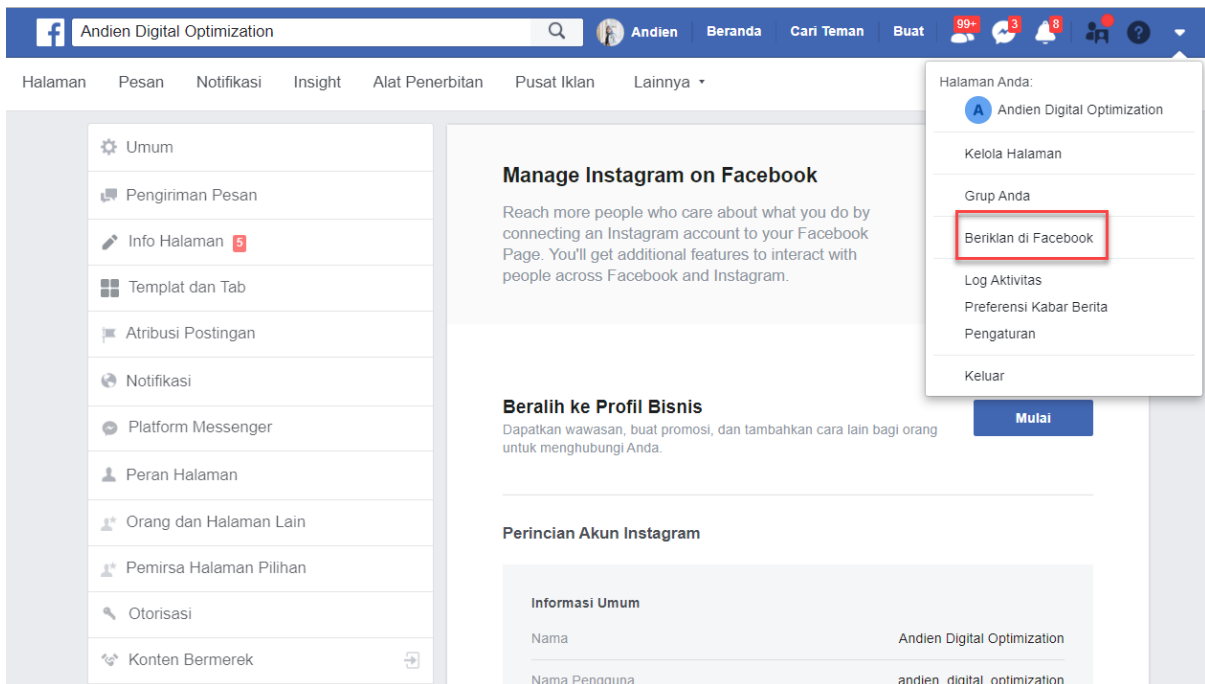 f Andien Digital Optimization Andien Beranda Cari Teman Buat 99+ 3 8 ?
Halaman Pesan Notifikasi Insight Alat Penerbitan Pusat Iklan Lainnya
Halaman Anda:
A Andien Digital Optimization
Kelola Halaman
Grup Anda
Beriklan di Facebook
Log Aktivitas
Preferensi Kabar Berita
Pengaturan
Keluar
Umum
Pengiriman Pesan
Info Halaman 5
Templat dan Tab
Atribusi Postingan
Notifikasi
Platform Messenger
Peran Halaman
Orang dan Halaman Lain
Pemirsa Halaman Pilihan
Otorisasi
Konten Bermerek
Manage Instagram on Facebook
Reach more people who care about what you do by
connecting an Instagram account to your Facebook
Page. You'll get additional features to interact with
people across Facebook and Instagram.
Beralih ke Profil Bisnis
Dapatkan wawasan, buat promosi, dan tambahkan cara lain bagi orang
untuk menghubungi Anda.
Mulai
Perincian Akun Instagram
Informasi Umum
Nama Andien Digital Optimization
Nama Pengguna andien_digital_optimization